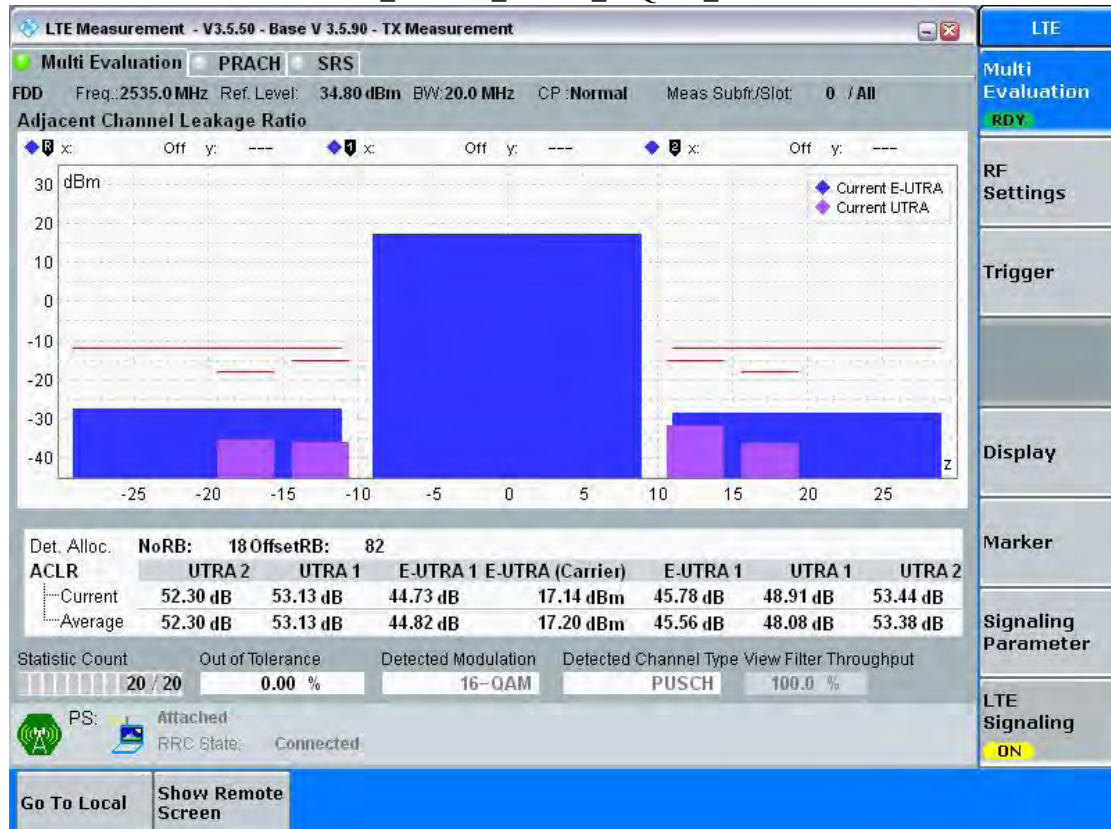 LTE Measurement - V3.5.50 - Base V 3.5.90 - TX Measurement
LTE
Multi Evaluation PRACH SRS
Multi Evaluation
RDY
FDD Freq.:2535.0 MHz Ref. Level: 34.80 dBm BW:20.0 MHz CP :Normal Meas Subfr./Slot: 0 / All
Adjacent Channel Leakage Ratio
R x: Off y: --- 1 x: Off y: --- 2 x: Off y: ---
30 dBm
Current E-UTRA
Current UTRA
20
10
0
-10
-20
-30
-40
z
-25 -20 -15 -10 -5 0 5 10 15 20 25
RF Settings
Trigger
Display
Marker
Signaling Parameter
LTE Signaling
ON
Det. Alloc. NoRB: 18 OffsetRB: 82
ACLR UTRA 2 UTRA 1 E-UTRA 1 E-UTRA (Carrier) E-UTRA 1 UTRA 1 UTRA 2
Current 52.30 dB 53.13 dB 44.73 dB 17.14 dBm 45.78 dB 48.91 dB 53.44 dB
Average 52.30 dB 53.13 dB 44.82 dB 17.20 dBm 45.56 dB 48.08 dB 53.38 dB
Statistic Count Out of Tolerance Detected Modulation Detected Channel Type View Filter Throughput
20 / 20 0.00 % 16-QAM PUSCH 100.0 %
PS: Attached
RRC State: Connected
Go To Local Show Remote Screen